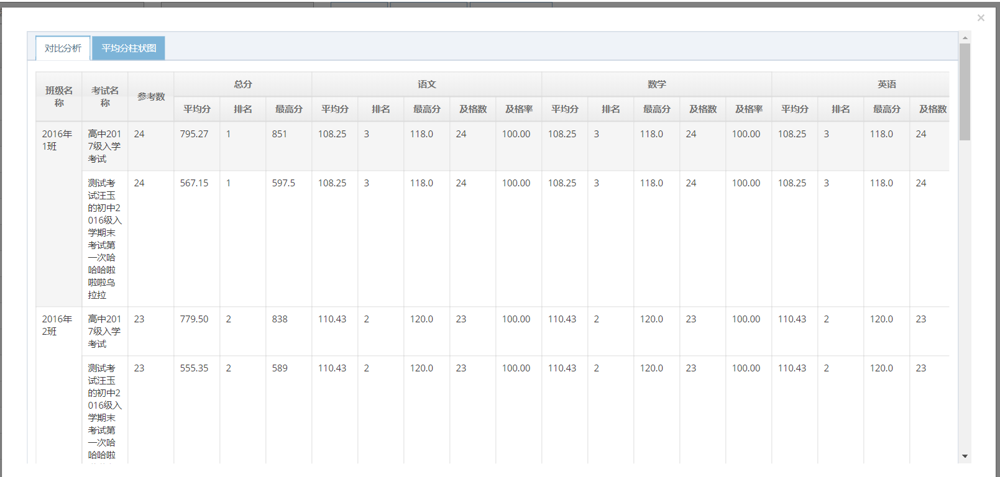 ×
对比分析 平均分柱状图
班级名称 考试名称 参考数 总分 语文 数学 英语
平均分 排名 最高分 平均分 排名 最高分 及格数 及格率 平均分 排名 最高分 及格数 及格率 平均分 排名 最高分 及格数
2016年1班 高中2017级入学考试 24 795.27 1 851 108.25 3 118.0 24 100.00 108.25 3 118.0 24 100.00 108.25 3 118.0 24
测试考试汪玉的初中2016级入学期末考试第一次哈哈哈啦啦啦乌拉拉 24 567.15 1 597.5 108.25 3 118.0 24 100.00 108.25 3 118.0 24 100.00 108.25 3 118.0 24
2016年2班 高中2017级入学考试 23 779.50 2 838 110.43 2 120.0 23 100.00 110.43 2 120.0 23 100.00 110.43 2 120.0 23
测试考试汪玉的初中2016级入学期末考试第一次哈哈哈啦 23 555.35 2 589 110.43 2 120.0 23 100.00 110.43 2 120.0 23 100.00 110.43 2 120.0 23